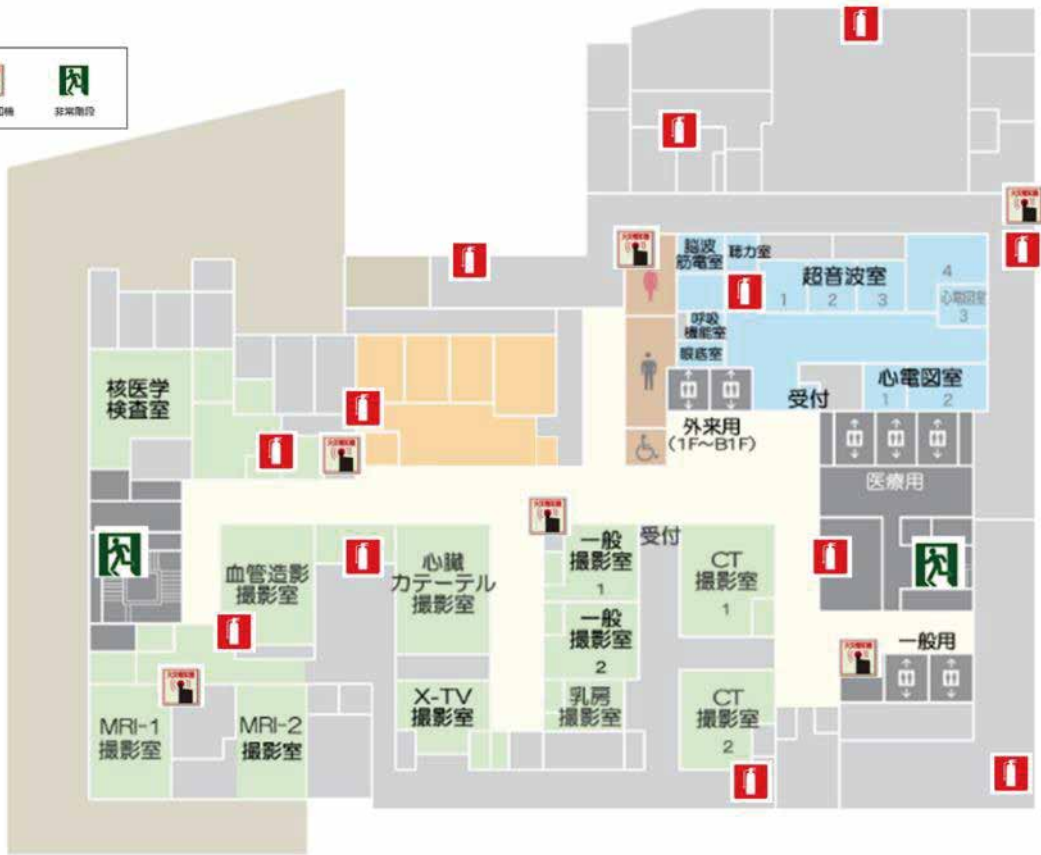 非常階段
脳波
筋電室
聴力室
超音波室
1
2
3
4
心電図室
3
呼吸
機能室
眼底室
受付
心電図室
1
2
外来用
(1F~B1F)
医療用
核医学
検査室
受付
血管造影
撮影室
心臓
カテーテル
撮影室
一般
撮影室
1
CT
撮影室
1
一般
撮影室
2
一般用
MRI-1
撮影室
MRI-2
撮影室
X-TV
撮影室
乳房
撮影室
CT
撮影室
2